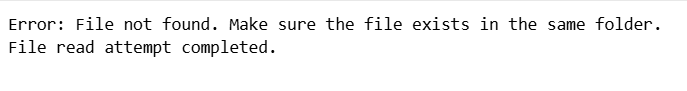 Error: File not found. Make sure the file exists in the same folder.
File read attempt completed.